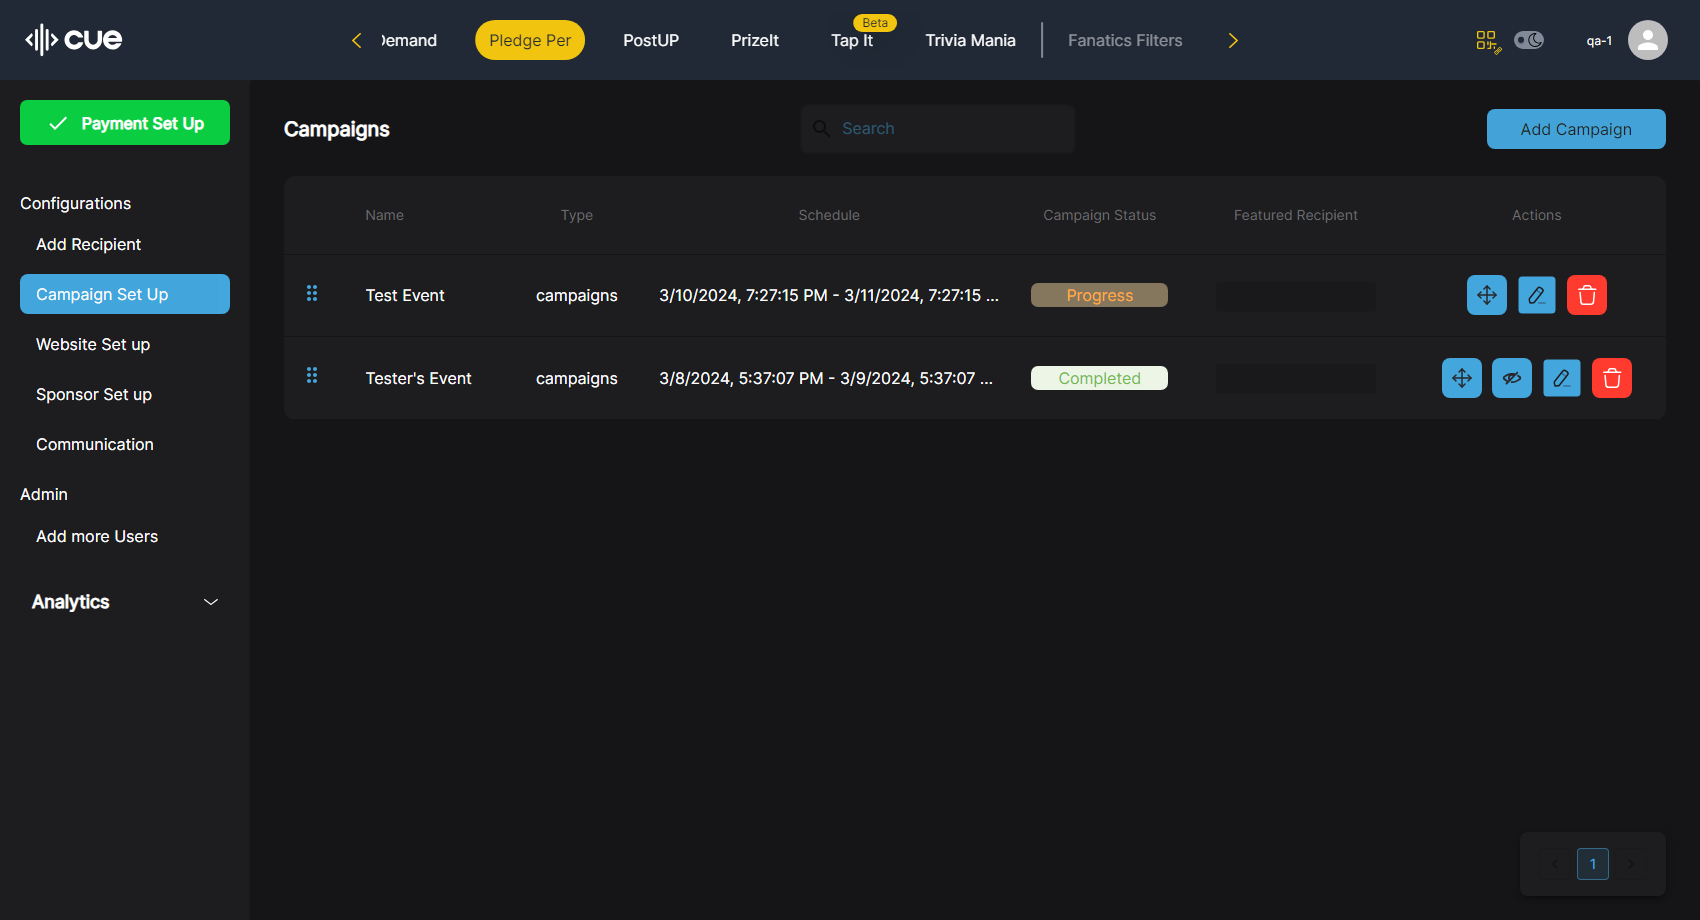 cue
Demand
Pledge Per
PostUP
PrizeIt
Tap It
Beta
Trivia Mania
Fanatics Filters
qa-1
Payment Set Up
Configurations
Add Recipient
Campaign Set Up
Website Set up
Sponsor Set up
Communication
Admin
Add more Users
Analytics
Campaigns
Search
Add Campaign
Name Type Schedule Campaign Status Featured Recipient Actions
Test Event campaigns 3/10/2024, 7:27:15 PM - 3/11/2024, 7:27:15 ... Progress
Tester's Event campaigns 3/8/2024, 5:37:07 PM - 3/9/2024, 5:37:07 ... Completed
1